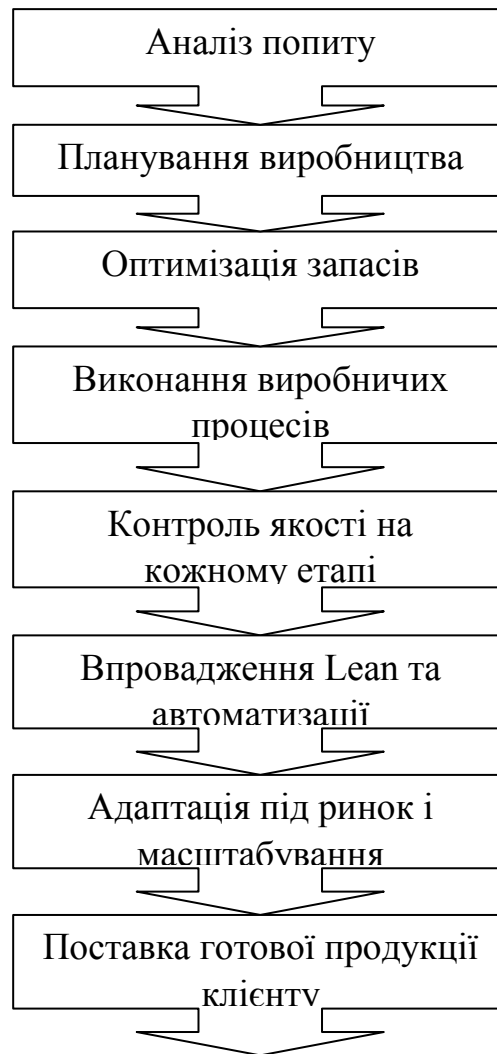 Аналіз попиту
Планування виробництва
Оптимізація запасів
Виконання виробничих
процесів
Контроль якості на
кожному етапі
Впровадження Lean та
автоматизації
Адаптація під ринок і
масштабування
Поставка готової продукції
клієнту